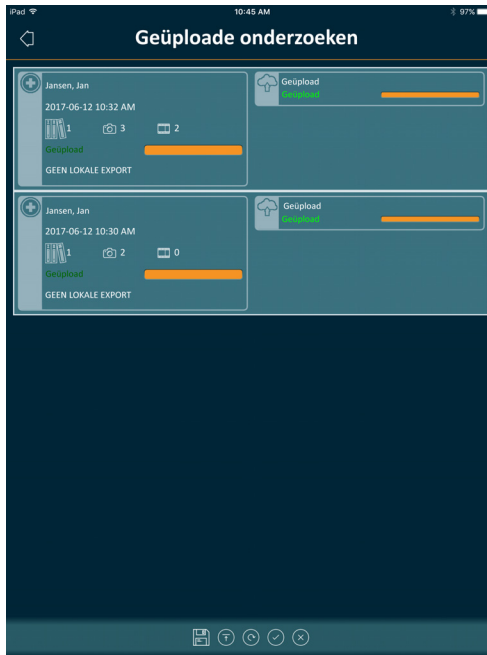 iPad 10:45 AM 97%
Geüploade onderzoeken
Jansen, Jan
2017-06-12 10:32 AM
1 3 2
Geüpload
GEEN LOKALE EXPORT
Geüpload
Geüpload
Jansen, Jan
2017-06-12 10:30 AM
1 2 0
Geüpload
GEEN LOKALE EXPORT
Geüpload
Geüpload